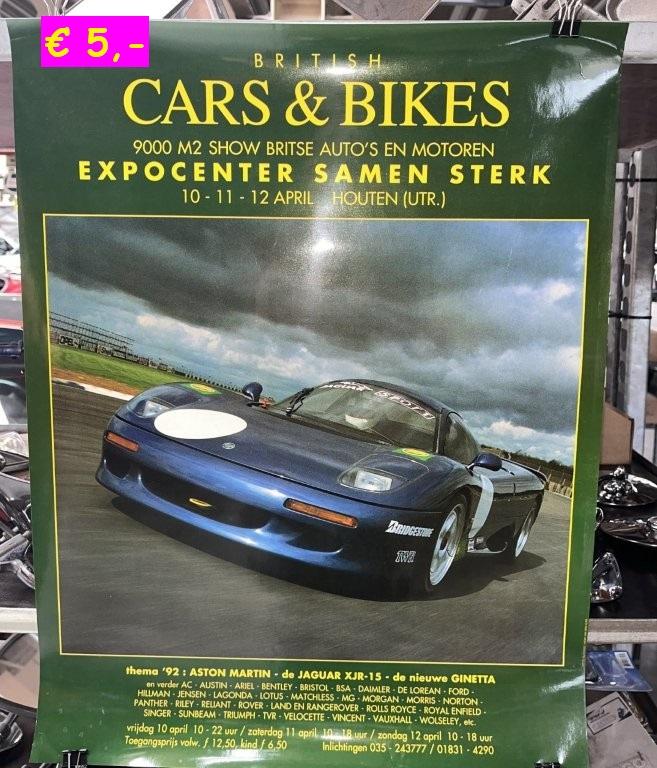 € 5,-
BRITISH
CARS & BIKES
9000 M2 SHOW BRITSE AUTO'S EN MOTOREN
EXPOCENTER SAMEN STERK
10 - 11 - 12 APRIL HOUTEN (UTR.)
JAGUAR SPORT
BRIDGESTONE
TWR
thema '92 : ASTON MARTIN - de JAGUAR XJR-15 - de nieuwe GINETTA
en verder AC - AUSTIN - ARIEL - BENTLEY - BRISTOL - BSA - DAIMLER - DE LOREAN - FORD -
HILLMAN - JENSEN - LAGONDA - LOTUS - MATCHLESS - MG - MORGAN - MORRIS - NORTON -
PANTHER - RILEY - RELIANT - ROVER - LAND EN RANGEROVER - ROLLS ROYCE - ROYAL ENFIELD -
SINGER - SUNBEAM - TRIUMPH - TVR - VELOCETTE - VINCENT - VAUXHALL - WOLSELEY, etc.
vrijdag 10 april 10 - 22 uur / zaterdag 11 april 10 - 18 uur / zondag 12 april 10 - 18 uur
Toegangsprijs volw. ƒ 12,50, kind ƒ 6,50 Inlichtingen 035 - 243777 / 01831 - 4290